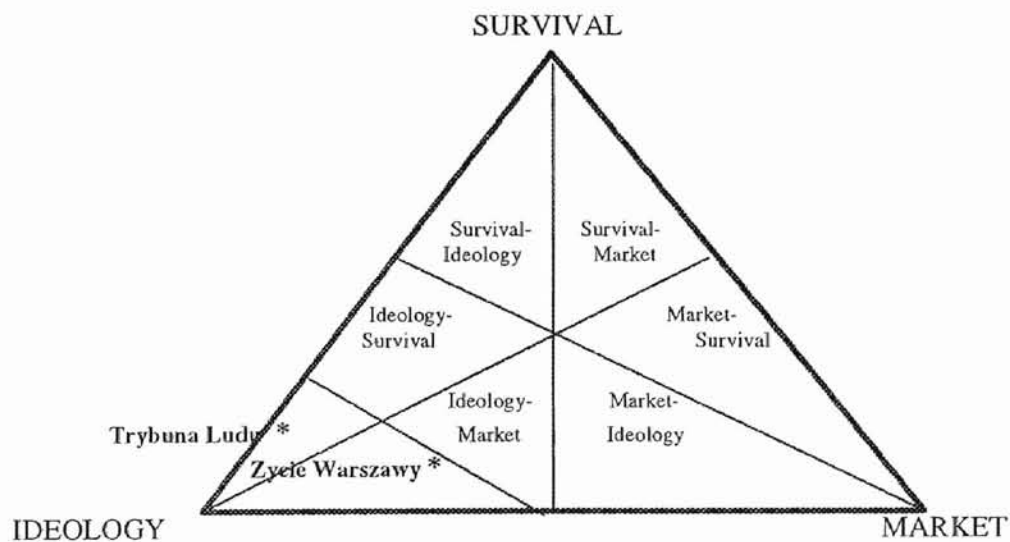 SURVIVAL
Survival-
Ideology
Survival-
Market
Ideology-
Survival
Market-
Survival
Ideology-
Market
Market-
Ideology
Trybuna Ludu *
Zycie Warszawy *
IDEOLOGY
MARKET